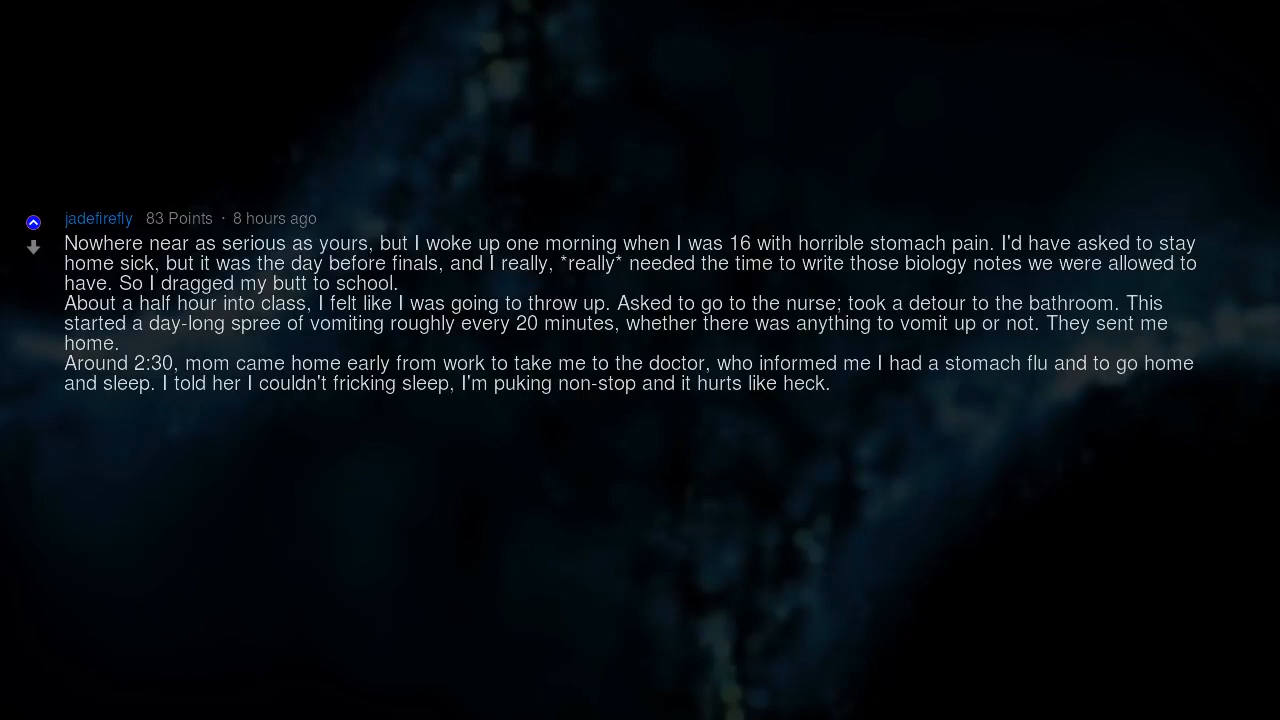 jadefirefly 83 Points · 8 hours ago
Nowhere near as serious as yours, but I woke up one morning when I was 16 with horrible stomach pain. I'd have asked to stay
home sick, but it was the day before finals, and I really, *really* needed the time to write those biology notes we were allowed to
have. So I dragged my butt to school.
About a half hour into class, I felt like I was going to throw up. Asked to go to the nurse; took a detour to the bathroom. This
started a day-long spree of vomiting roughly every 20 minutes, whether there was anything to vomit up or not. They sent me
home.
Around 2:30, mom came home early from work to take me to the doctor, who informed me I had a stomach flu and to go home
and sleep. I told her I couldn't fricking sleep, I'm puking non-stop and it hurts like heck.